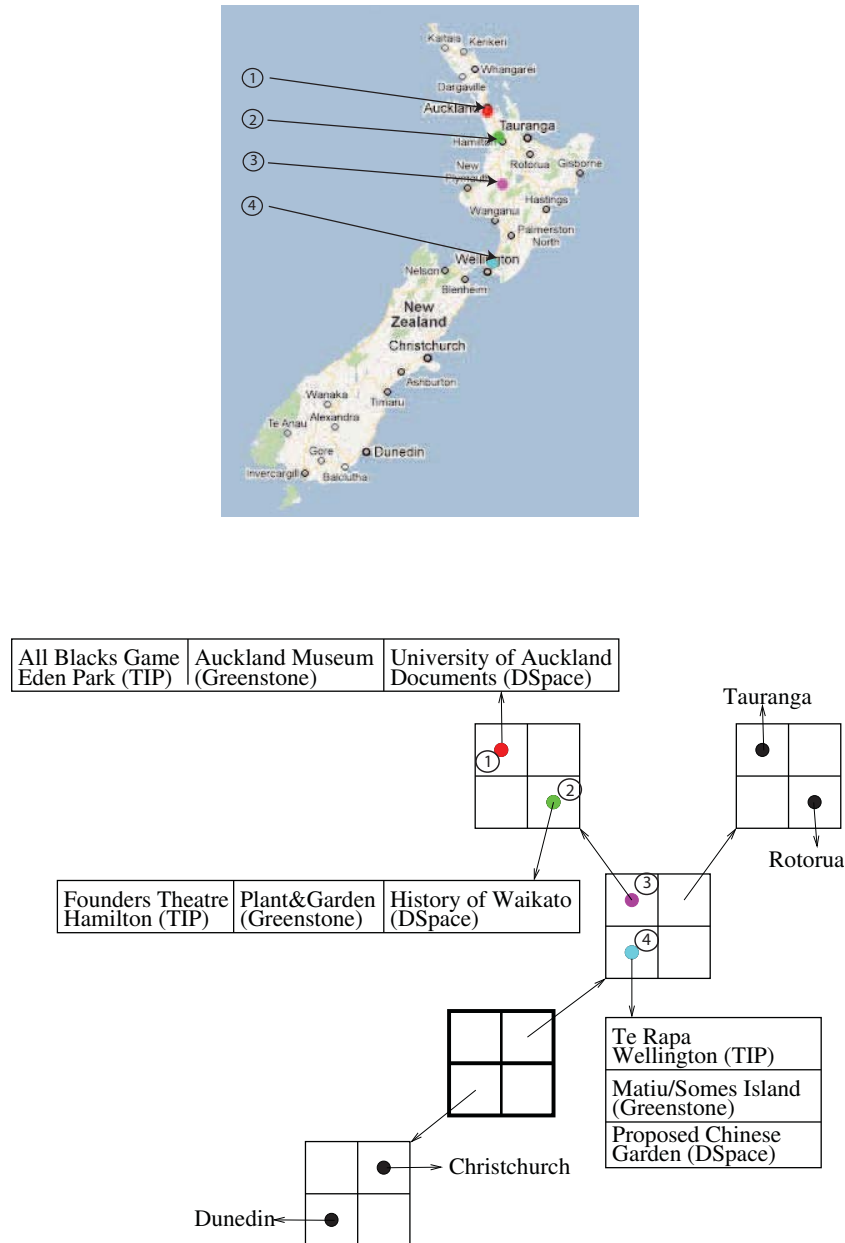 Kaitaia
Kerikeri
Whangarei
Dargaville
1
Auckland
2
Tauranga
Hamilton
3
Rotorua
Gisborne
New
Plymouth
Hastings
4
Wanganui
Palmerston
North
Wellington
Nelson
Blenheim
New
Zealand
Christchurch
Ashburton
Wanaka
Timaru
Alexandra
Te Anau
Gore
Dunedin
Invercargill
Balclutha
All Blacks Game
Eden Park (TIP)
Auckland Museum
(Greenstone)
University of Auckland
Documents (DSpace)
Tauranga
1
2
Rotorua
Founders Theatre
Hamilton (TIP)
Plant&Garden
(Greenstone)
History of Waikato
(DSpace)
3
4
Te Rapa
Wellington (TIP)
Matiu/Somes Island
(Greenstone)
Proposed Chinese
Garden (DSpace)
Christchurch
Dunedin